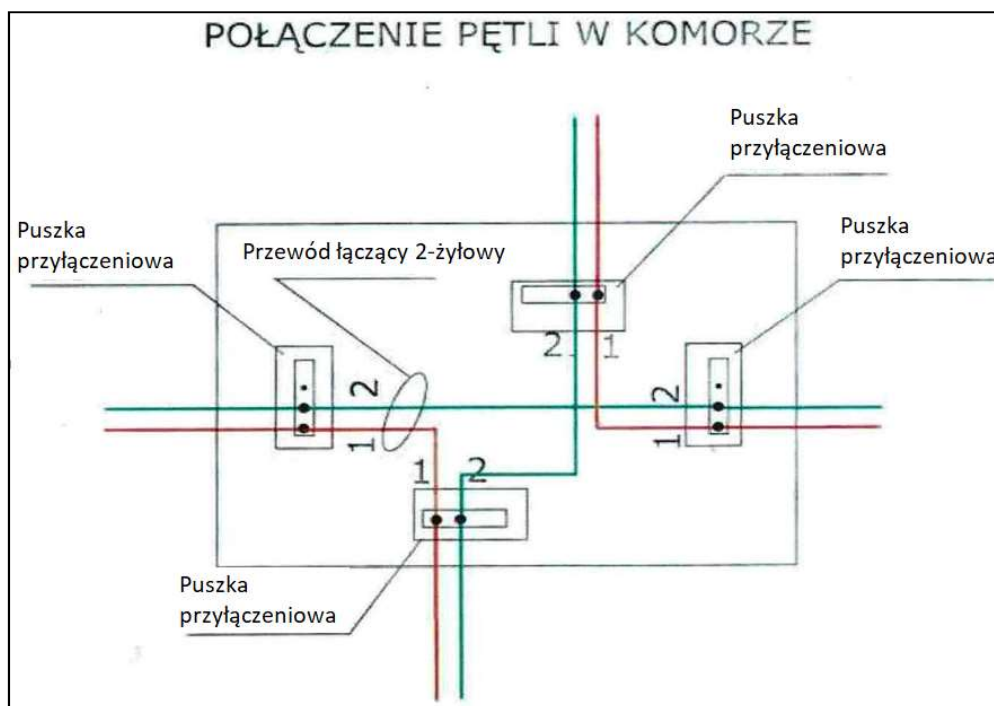 POŁĄCZENIE PĘTLI W KOMORZE
Puszka
przyłączeniowa
Puszka
przyłączeniowa
Przewód łączący 2-żyłowy
Puszka
przyłączeniowa
2 1
2
1
2
1
1 2
Puszka
przyłączeniowa